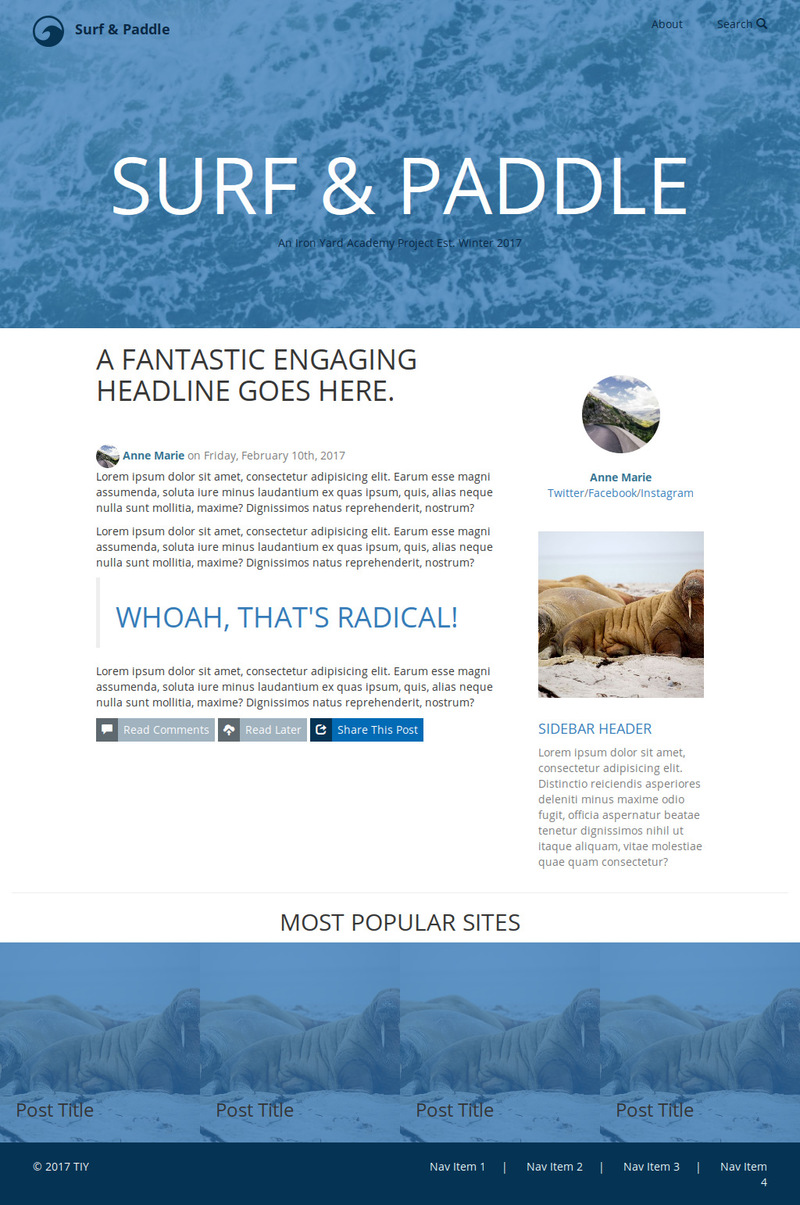 Surf & Paddle
About
Search
SURF & PADDLE
An Iron Yard Academy Project Est. Winter 2017
A FANTASTIC ENGAGING
HEADLINE GOES HERE.
Anne Marie on Friday, February 10th, 2017
Lorem ipsum dolor sit amet, consectetur adipisicing elit. Earum esse magni
assumenda, soluta iure minus laudantium ex quas ipsum, quis, alias neque
nulla sunt mollitia, maxime? Dignissimos natus reprehenderit, nostrum?
Lorem ipsum dolor sit amet, consectetur adipisicing elit. Earum esse magni
assumenda, soluta iure minus laudantium ex quas ipsum, quis, alias neque
nulla sunt mollitia, maxime? Dignissimos natus reprehenderit, nostrum?
WHOAH, THAT'S RADICAL!
Lorem ipsum dolor sit amet, consectetur adipisicing elit. Earum esse magni
assumenda, soluta iure minus laudantium ex quas ipsum, quis, alias neque
nulla sunt mollitia, maxime? Dignissimos natus reprehenderit, nostrum?
Read Comments
Read Later
Share This Post
Anne Marie
Twitter/Facebook/Instagram
SIDEBAR HEADER
Lorem ipsum dolor sit amet,
consectetur adipisicing elit.
Distinctio reiciendis asperiores
deleniti minus maxime odio
fugit, officia aspernatur beatae
tenetur dignissimos nihil ut
itaque aliquam, vitae molestiae
quae quam consectetur?
MOST POPULAR SITES
Post Title
Post Title
Post Title
Post Title
© 2017 TIY
Nav Item 1 | Nav Item 2 | Nav Item 3 | Nav Item
4